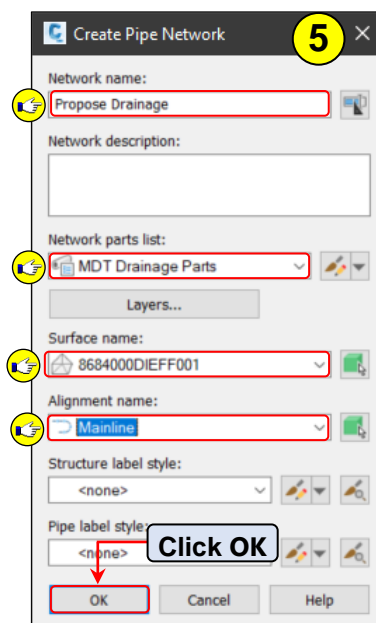 Create Pipe Network
5
Network name:
Propose Drainage
Network description:
Network parts list:
MDT Drainage Parts
Layers...
Surface name:
8684000DIEFF001
Alignment name:
Mainline
Structure label style:
<none>
Pipe label style:
<none>
Click OK
OK Cancel Help